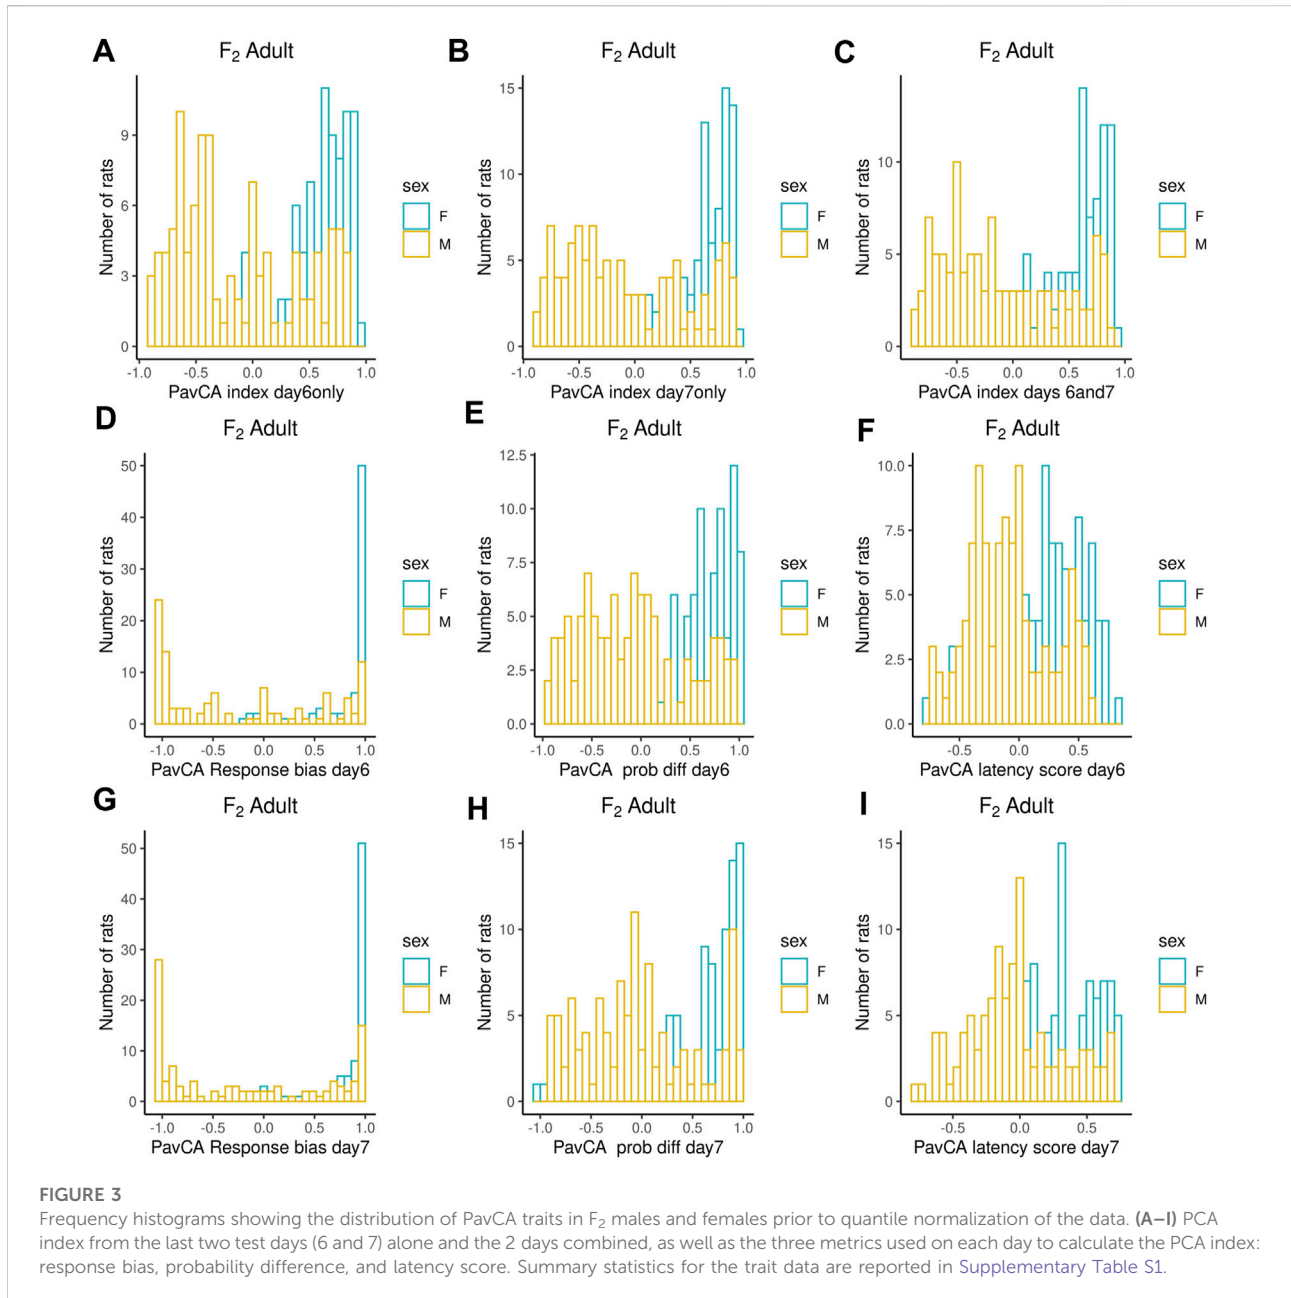 A
F2 Adult
Number of rats
9
6
3
0
-1.0 -0.5 0.0 0.5 1.0
PavCA index day6only
sex
F
M
B
F2 Adult
Number of rats
15
10
5
0
-1.0 -0.5 0.0 0.5 1.0
PavCA index day7only
sex
F
M
C
F2 Adult
Number of rats
10
5
0
-0.5 0.0 0.5 1.0
PavCA index days 6and7
sex
F
M
D
F2 Adult
Number of rats
50
40
30
20
10
0
-1.0 -0.5 0.0 0.5 1.0
PavCA Response bias day6
sex
F
M
E
F2 Adult
Number of rats
12.5
10.0
7.5
5.0
2.5
0.0
-1.0 -0.5 0.0 0.5 1.0
PavCA prob diff day6
sex
F
M
F
F2 Adult
Number of rats
10.0
7.5
5.0
2.5
0.0
-0.5 0.0 0.5
PavCA latency score day6
sex
F
M
G
F2 Adult
Number of rats
50
40
30
20
10
0
-1.0 -0.5 0.0 0.5 1.0
PavCA Response bias day7
sex
F
M
H
F2 Adult
Number of rats
15
10
5
0
-1.0 -0.5 0.0 0.5 1.0
PavCA prob diff day7
sex
F
M
I
F2 Adult
Number of rats
15
10
5
0
-0.5 0.0 0.5
PavCA latency score day7
sex
F
M
FIGURE 3
Frequency histograms showing the distribution of PavCA traits in F2 males and females prior to quantile normalization of the data. (A–I) PCA
index from the last two test days (6 and 7) alone and the 2 days combined, as well as the three metrics used on each day to calculate the PCA index:
response bias, probability difference, and latency score. Summary statistics for the trait data are reported in Supplementary Table S1.